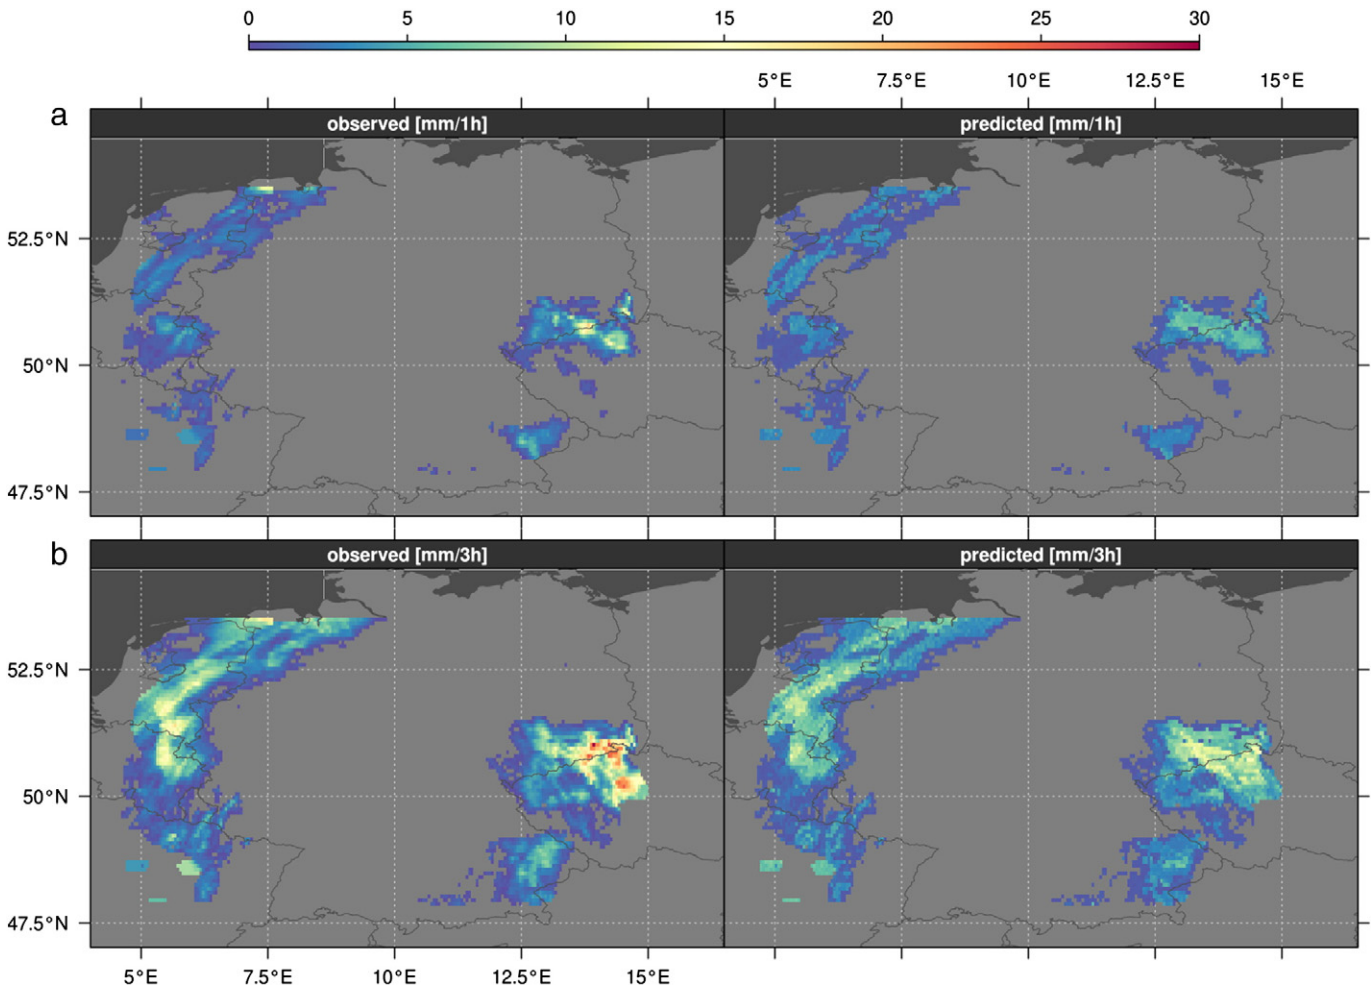 0 5 10 15 20 25 30
5°E 7.5°E 10°E 12.5°E 15°E
a
observed [mm/1h] predicted [mm/1h]
52.5°N
50°N
47.5°N
b
observed [mm/3h] predicted [mm/3h]
52.5°N
50°N
47.5°N
5°E 7.5°E 10°E 12.5°E 15°E